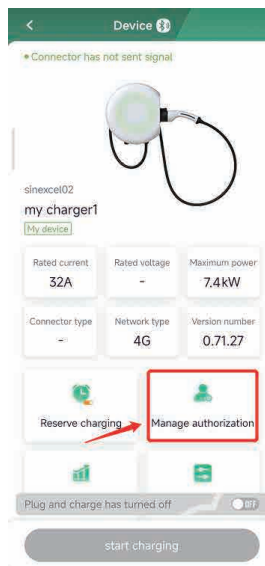 Device
Connector has not sent signal
sinexcel02
my charger1
My device
Rated current
Rated voltage
Maximum power
32A
-
7.4kW
Connector type
Network type
Version number
-
4G
0.71.27
Reserve charging
Manage authorization
Plug and charge has turned off
OFF
start charging